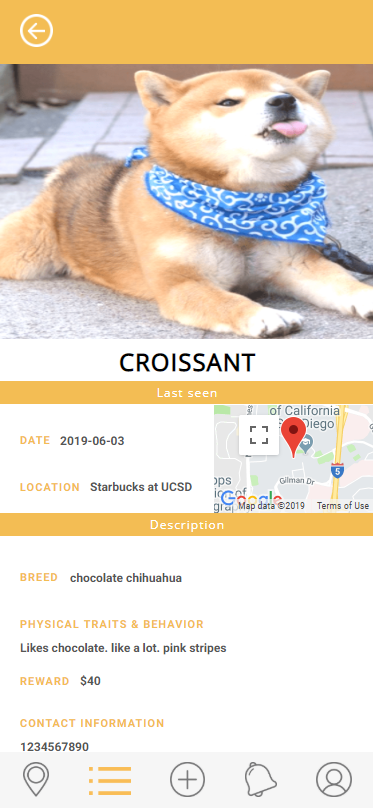 CROISSANT
Last seen
DATE 2019-06-03
LOCATION Starbucks at UCSD
of California
Diego
Gilman Dr
5
Google
Map data ©2019 Terms of Use
Description
BREED chocolate chihuahua
PHYSICAL TRAITS & BEHAVIOR
Likes chocolate. like a lot. pink stripes
REWARD $40
CONTACT INFORMATION
1234567890